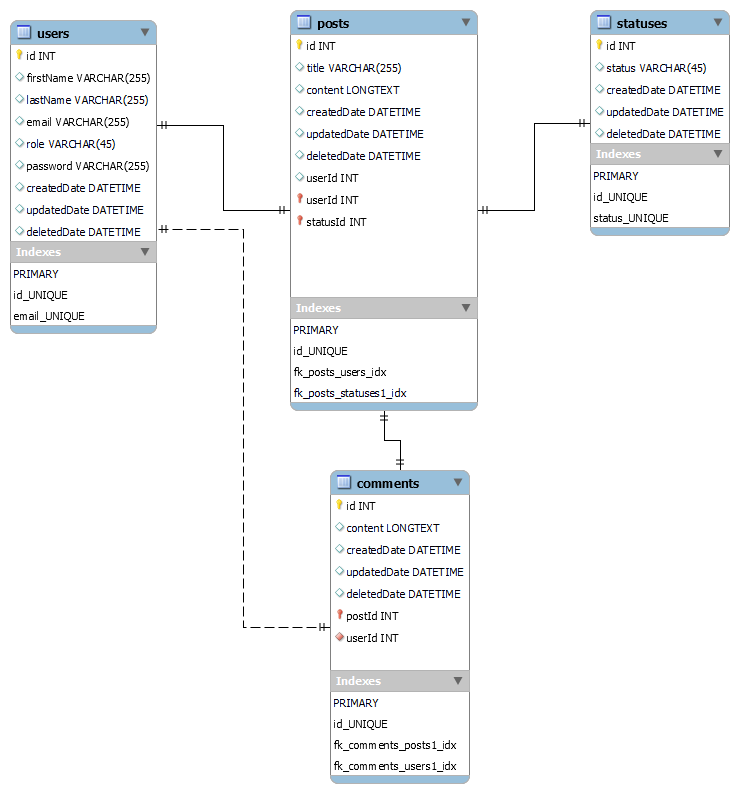 users
id INT
firstName VARCHAR(255)
lastName VARCHAR(255)
email VARCHAR(255)
role VARCHAR(45)
password VARCHAR(255)
createdDate DATETIME
updatedDate DATETIME
deletedDate DATETIME
Indexes
PRIMARY
id_UNIQUE
email_UNIQUE
posts
id INT
title VARCHAR(255)
content LONGTEXT
createdDate DATETIME
updatedDate DATETIME
deletedDate DATETIME
userId INT
userId INT
statusId INT
Indexes
PRIMARY
id_UNIQUE
fk_posts_users_idx
fk_posts_statuses1_idx
statuses
id INT
status VARCHAR(45)
createdDate DATETIME
updatedDate DATETIME
deletedDate DATETIME
Indexes
PRIMARY
id_UNIQUE
status_UNIQUE
comments
id INT
content LONGTEXT
createdDate DATETIME
updatedDate DATETIME
deletedDate DATETIME
postId INT
userId INT
Indexes
PRIMARY
id_UNIQUE
fk_comments_posts1_idx
fk_comments_users1_idx